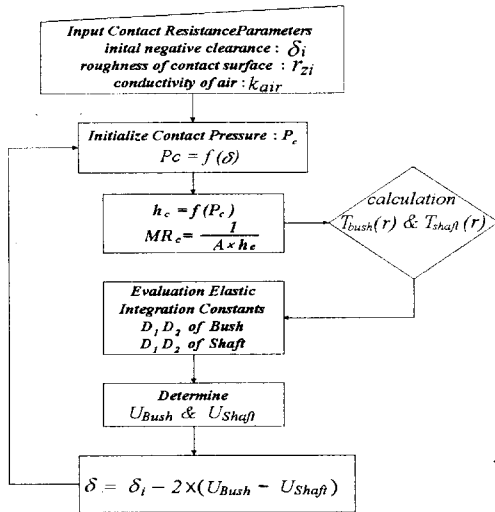 Input Contact ResistanceParameters
inital negative clearance : δi
roughness of contact surface : rzi
conductivity of air : kair
Initialize Contact Pressure : Pc
Pc = f(δ)
hc = f(Pc)
MRc = 1 / A × hc
calculation
Tbush(r) & Tshaft(r)
Evaluation Elastic
Integration Constants
D1 D2 of Bush
D1 D2 of Shaft
Determine
UBush & UShaft
δ = δi − 2×(UBush − UShaft)